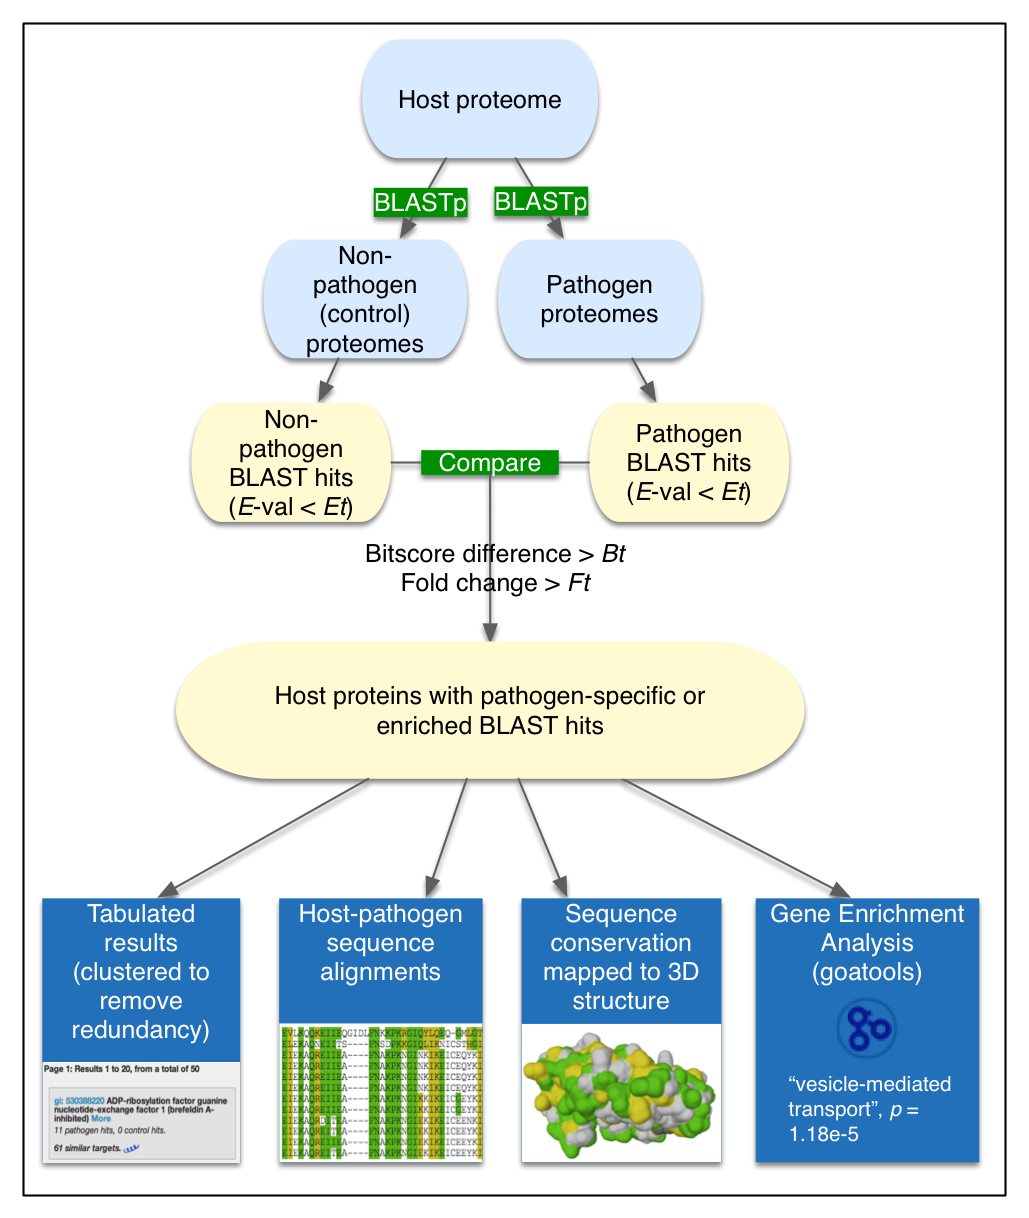 Host proteome
BLASTp
BLASTp
Non-
pathogen
(control)
proteomes
Pathogen
proteomes
Non-
pathogen
BLAST hits
(E-val < Et)
Compare
Pathogen
BLAST hits
(E-val < Et)
Bitscore difference > Bt
Fold change > Ft
Host proteins with pathogen-specific or
enriched BLAST hits
Tabulated
results
(clustered to
remove
redundancy)
Page 1: Results 1 to 20, from a total of 50
gi: 530388220 ADP-ribosylation factor guanine
nucleotide-exchange factor 1 (brefeldin A-
inhibited) More
11 pathogen hits, 0 control hits.
61 similar targets.
Host-pathogen
sequence
alignments
Sequence
conservation
mapped to 3D
structure
Gene Enrichment
Analysis
(goatools)
“vesicle-mediated
transport”, p =
1.18e-5